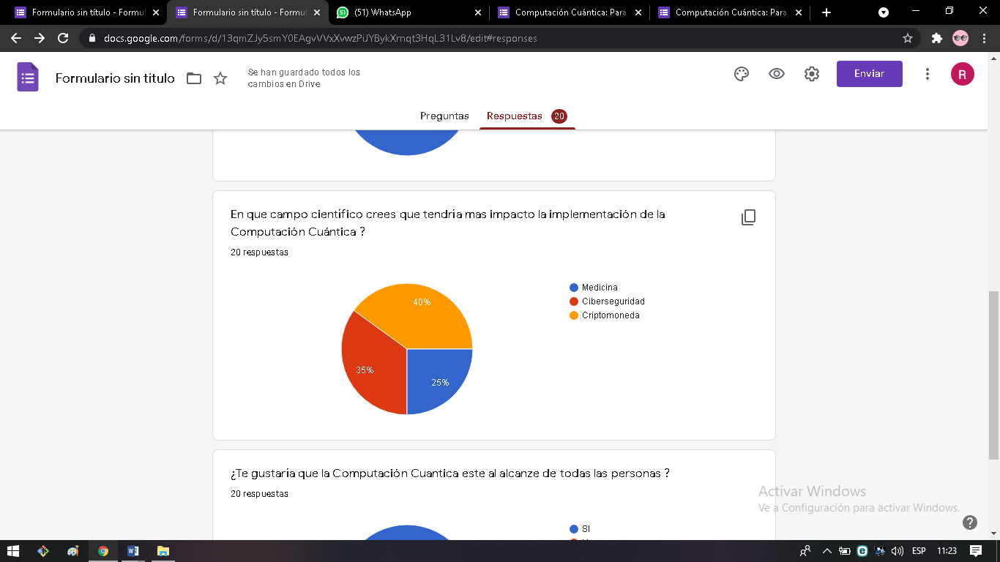 Formulario sin título - Formul
Formulario sin título - Formul
(51) WhatsApp
Computación Cuántica: Para
Computación Cuántica: Para
docs.google.com/forms/d/13qmZJy5smY0EAgvVVxXvwzPiJYBykXrnqt3HqL31Lv8/edit#responses
Formulario sin título
Se han guardado todos los
cambios en Drive
Enviar
R
Preguntas
Respuestas
20
En que campo científico crees que tendría mas impacto la implementación de la
Computación Cuántica ?
20 respuestas
40%
35%
25%
Medicina
Ciberseguridad
Criptomoneda
¿Te gustaría que la Computación Cuantica este al alcanze de todas las personas ?
20 respuestas
SI
Activar Windows
Ve a Configuración para activar Windows.
ESP
11:23